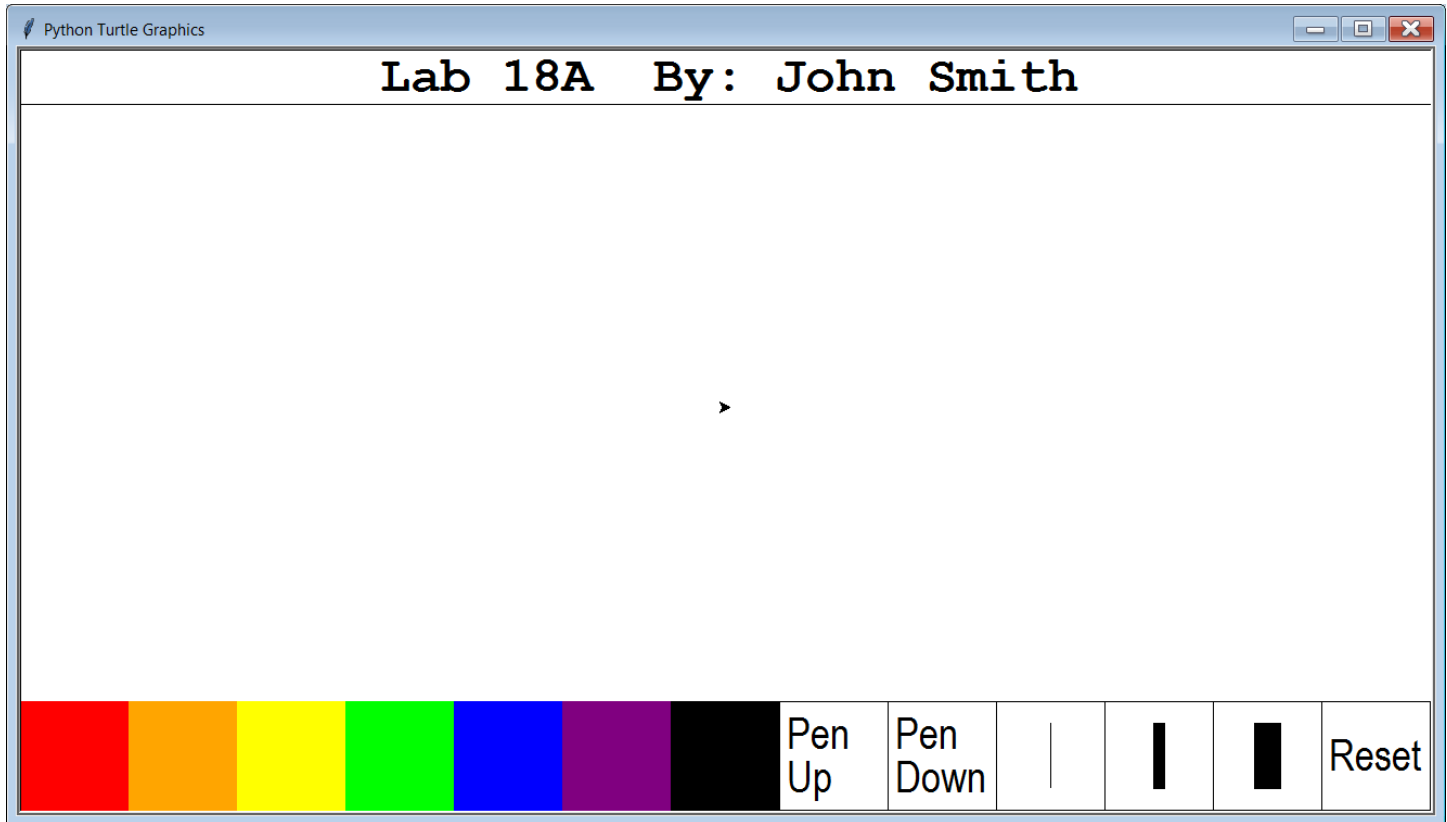 Python Turtle Graphics
Lab 18A  By: John Smith
Pen
Up
Pen
Down
Reset